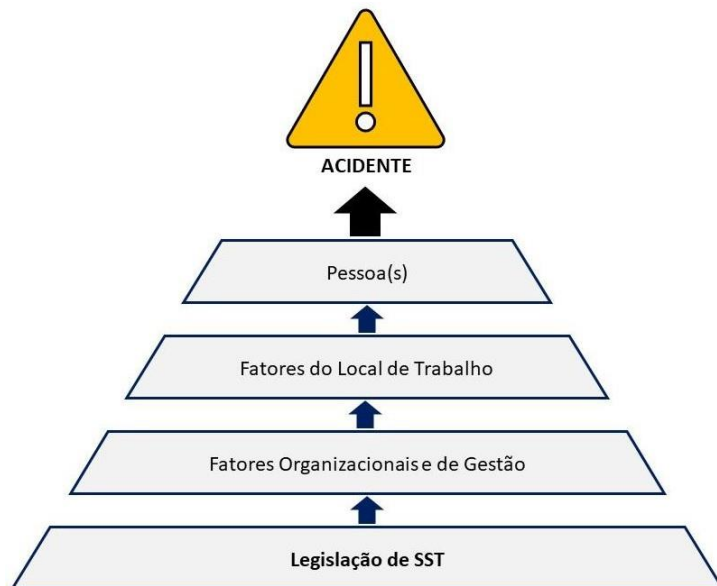 ACIDENTE
Pessoa(s)
Fatores do Local de Trabalho
Fatores Organizacionais e de Gestão
Legislação de SST